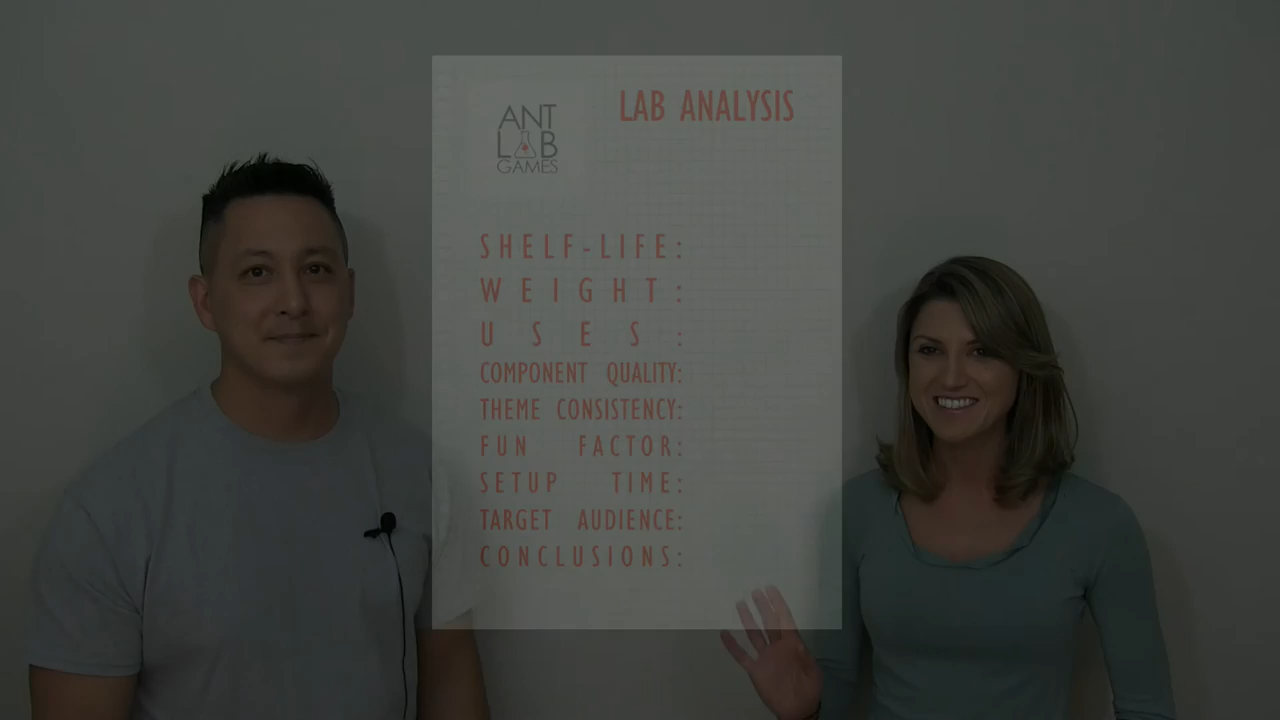 ANT
LAB
GAMES
LAB ANALYSIS
SHELF-LIFE:
WEIGHT:
USES:
COMPONENT QUALITY:
THEME CONSISTENCY:
FUN FACTOR:
SETUP TIME:
TARGET AUDIENCE:
CONCLUSIONS: